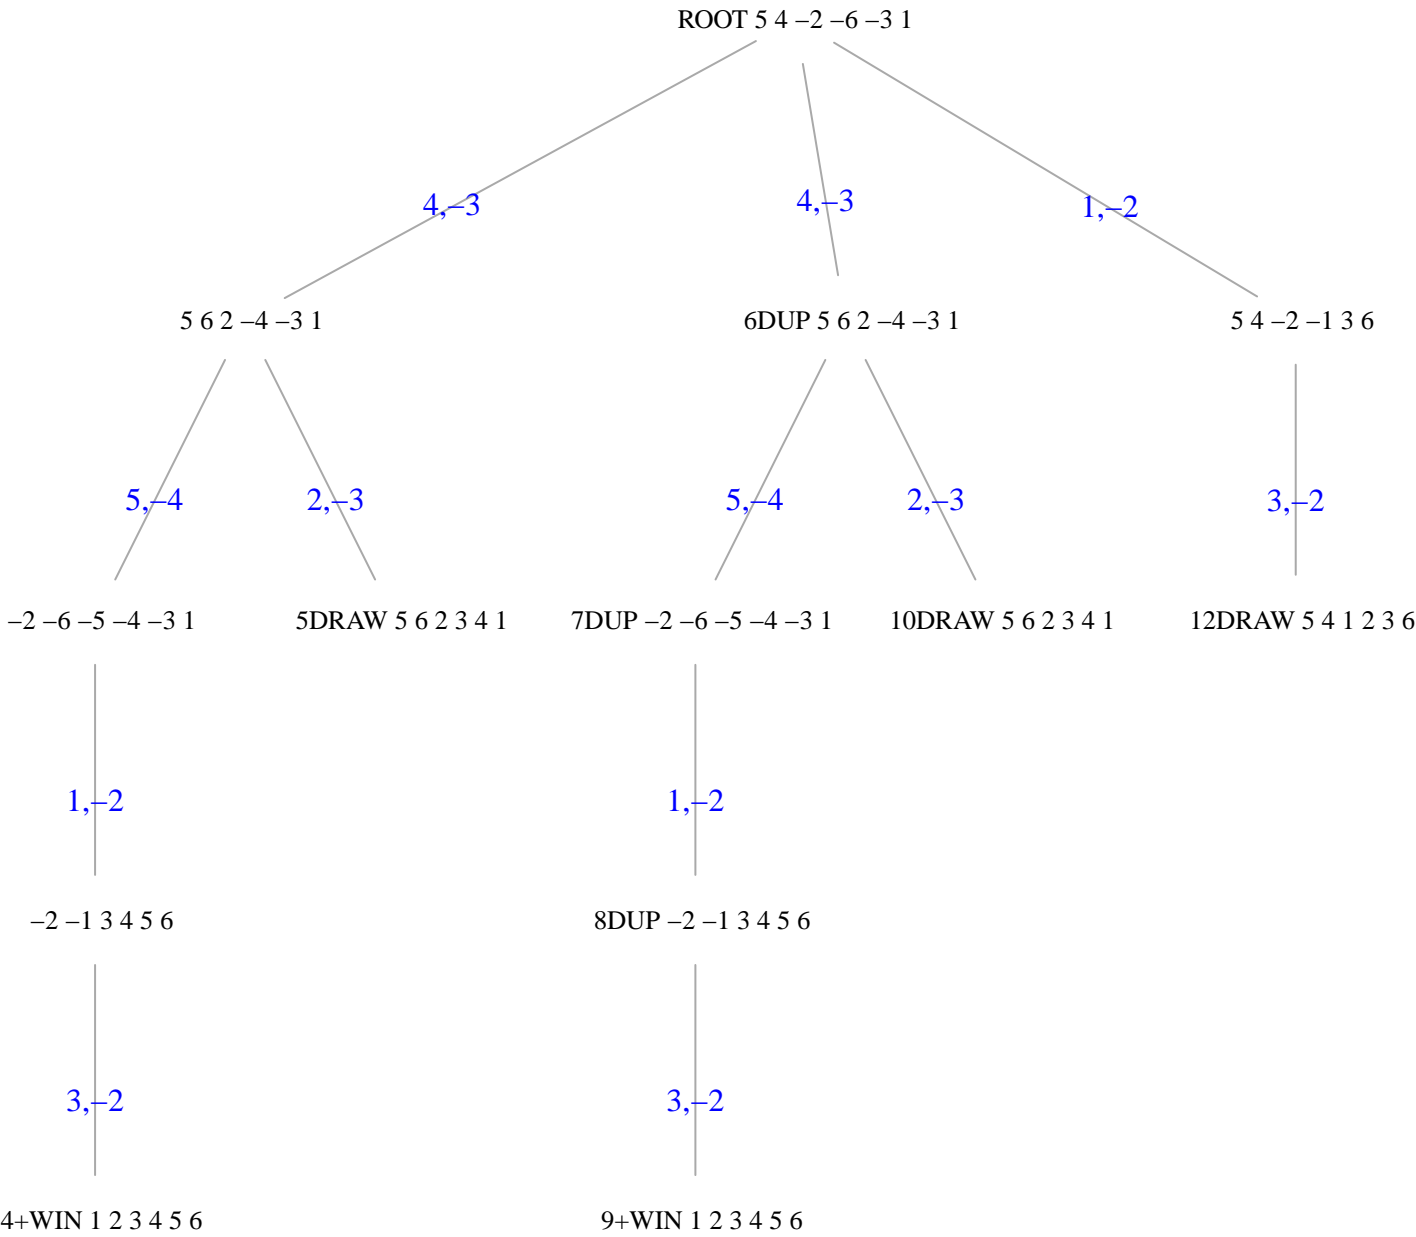 ROOT 5 4 –2 –6 –3 1
4,–3 4,–3 1,–2
5 6 2 –4 –3 1 6DUP 5 6 2 –4 –3 1 5 4 –2 –1 3 6
5,–4 2,–3 5,–4 2,–3 3,–2
–2 –6 –5 –4 –3 1 5DRAW 5 6 2 3 4 1 7DUP –2 –6 –5 –4 –3 1 10DRAW 5 6 2 3 4 1 12DRAW 5 4 1 2 3 6
1,–2 1,–2
–2 –1 3 4 5 6 8DUP –2 –1 3 4 5 6
3,–2 3,–2
4+WIN 1 2 3 4 5 6 9+WIN 1 2 3 4 5 6